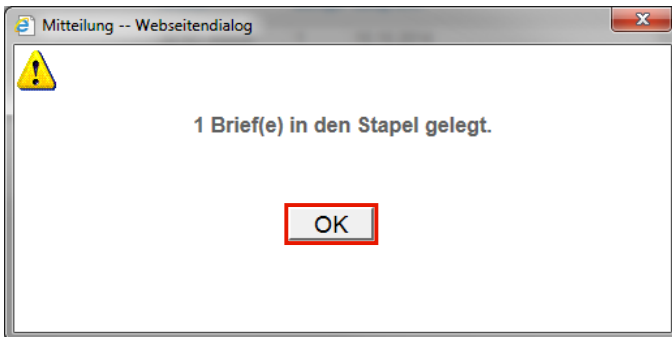 Mitteilung -- Webseitendialog
1 Brief(e) in den Stapel gelegt.
OK